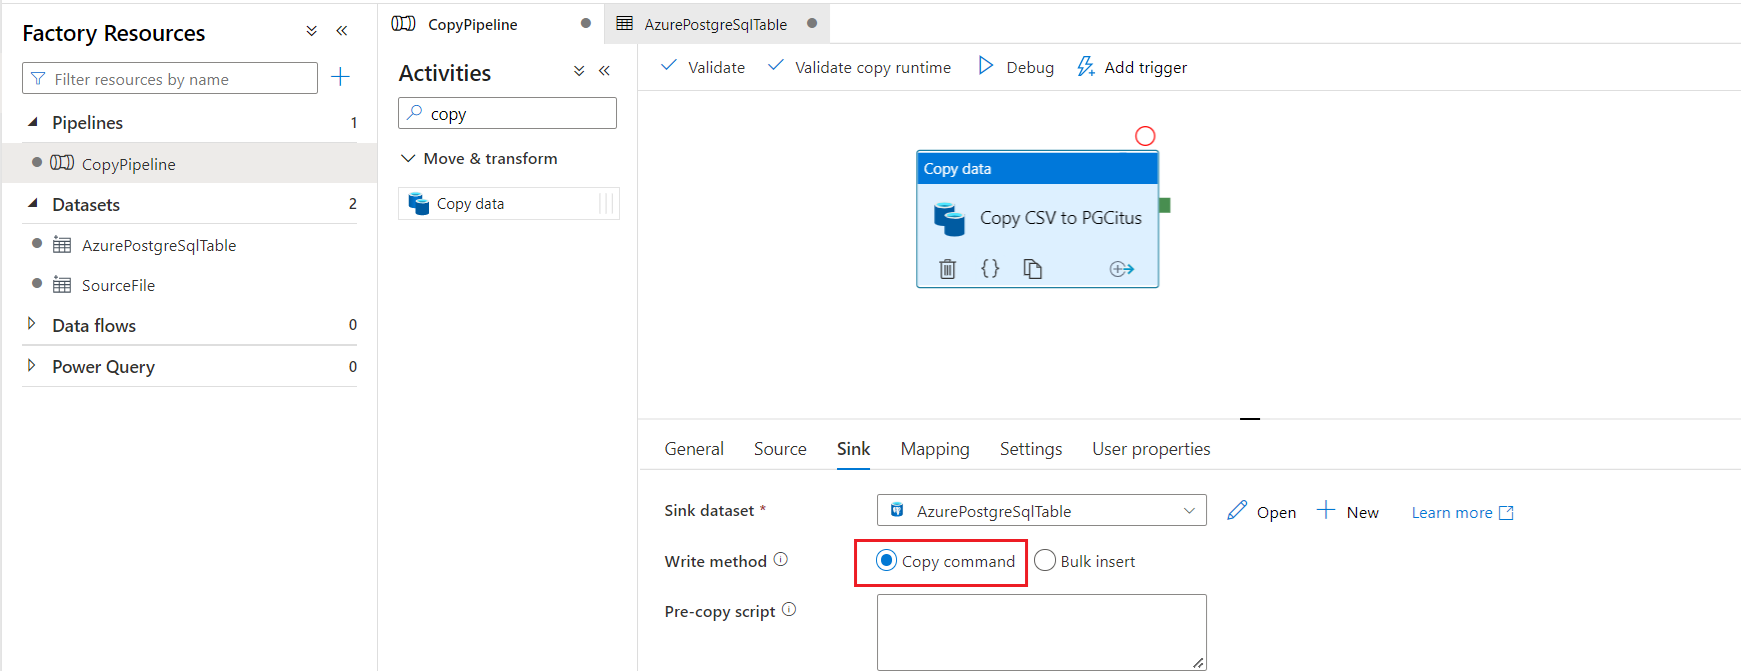 Factory Resources
Filter resources by name
Pipelines 1
CopyPipeline
Datasets 2
AzurePostgreSqlTable
SourceFile
Data flows 0
Power Query 0
CopyPipeline
AzurePostgreSqlTable
Activities
copy
Move & transform
Copy data
Validate Validate copy runtime Debug Add trigger
Copy data
Copy CSV to PGCitus
General Source Sink Mapping Settings User properties
Sink dataset * AzurePostgreSqlTable Open New Learn more
Write method Copy command Bulk insert
Pre-copy script